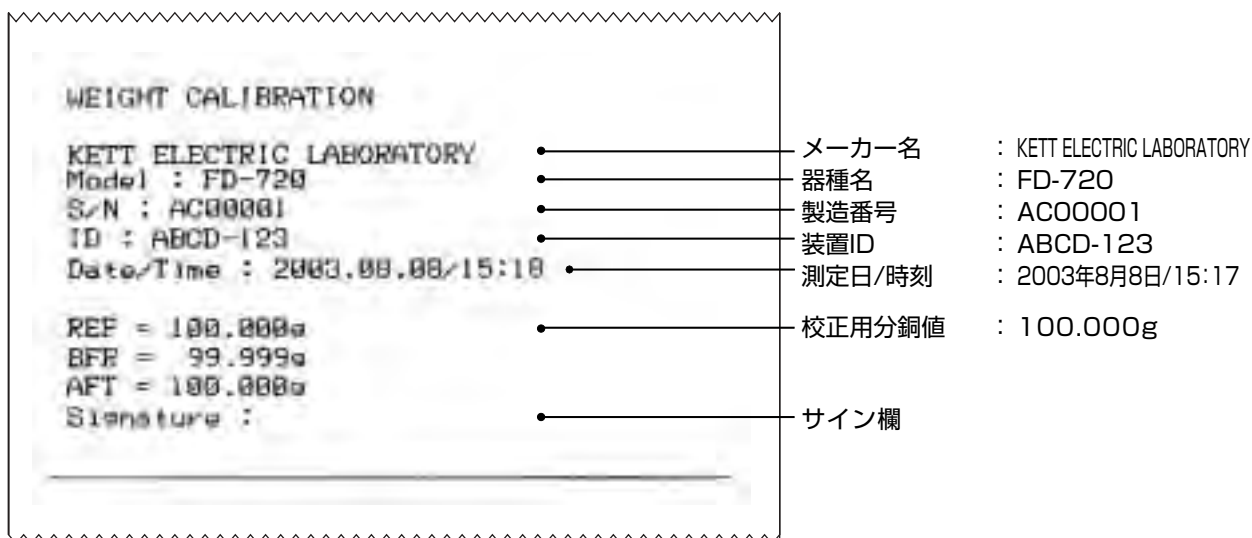 WEIGHT CALIBRATION
KETT ELECTRIC LABORATORY メーカー名 : KETT ELECTRIC LABORATORY
Model : FD-720 器種名 : FD-720
S/N : AC00001 製造番号 : AC00001
ID : ABCD-123 装置ID : ABCD-123
Date/Time : 2003.08.08/15:18 測定日/時刻 : 2003年8月8日/15:17
REF = 100.000g 校正用分銅値 : 100.000g
BFR = 99.999g
AFT = 100.000g
Signature : サイン欄